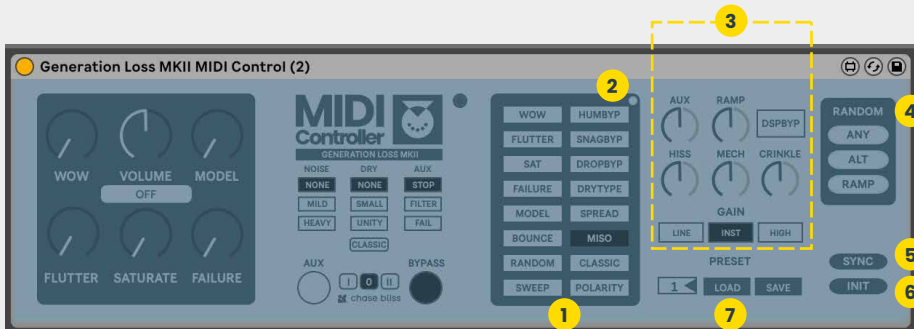 3
Generation Loss MKII MIDI Control (2)
2
4
WOW
VOLUME
MODEL
OFF
FLUTTER
SATURATE
FAILURE
MIDI
Controller
GENERATION LOSS MKII
NOISE DRY AUX
NONE NONE STOP
MILD SMALL FILTER
HEAVY UNITY FAIL
CLASSIC
AUX
BYPASS
I 0 II
chase bliss
WOW HUMBYP
FLUTTER SNAGBYP
SAT DROPBYP
FAILURE DRYTYPE
MODEL SPREAD
BOUNCE MISO
RANDOM CLASSIC
SWEEP POLARITY
1
AUX RAMP
DSPBYP
HISS MECH CRINKLE
GAIN
LINE INST HIGH
PRESET
1 LOAD SAVE
7
RANDOM
ANY
ALT
RAMP
SYNC
5
INIT
6